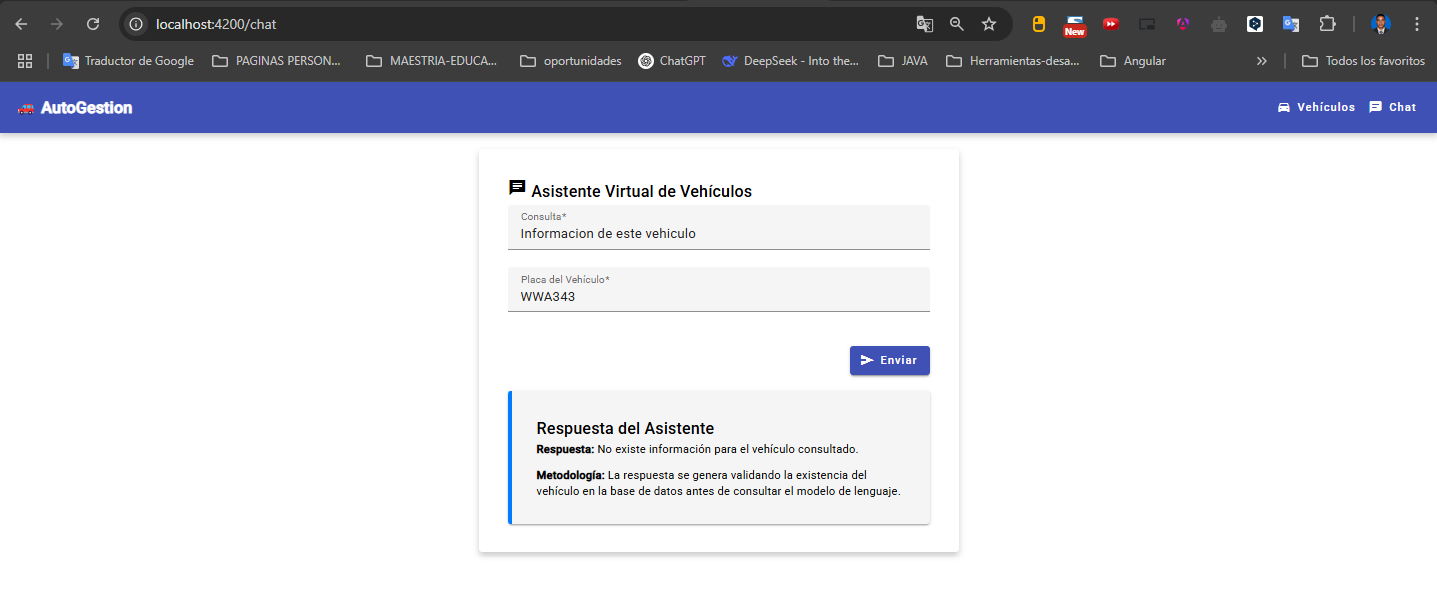 localhost:4200/chat
New
Traductor de Google
PAGINAS PERSON...
MAESTRIA-EDUCA...
oportunidades
ChatGPT
DeepSeek - Into the...
JAVA
Herramientas-desa...
Angular
»
Todos los favoritos
AutoGestion
Vehículos
Chat
Asistente Virtual de Vehículos
Consulta*
Informacion de este vehiculo
Placa del Vehículo*
WWA343
Enviar
Respuesta del Asistente
Respuesta: No existe información para el vehículo consultado.
Metodología: La respuesta se genera validando la existencia del
vehículo en la base de datos antes de consultar el modelo de lenguaje.